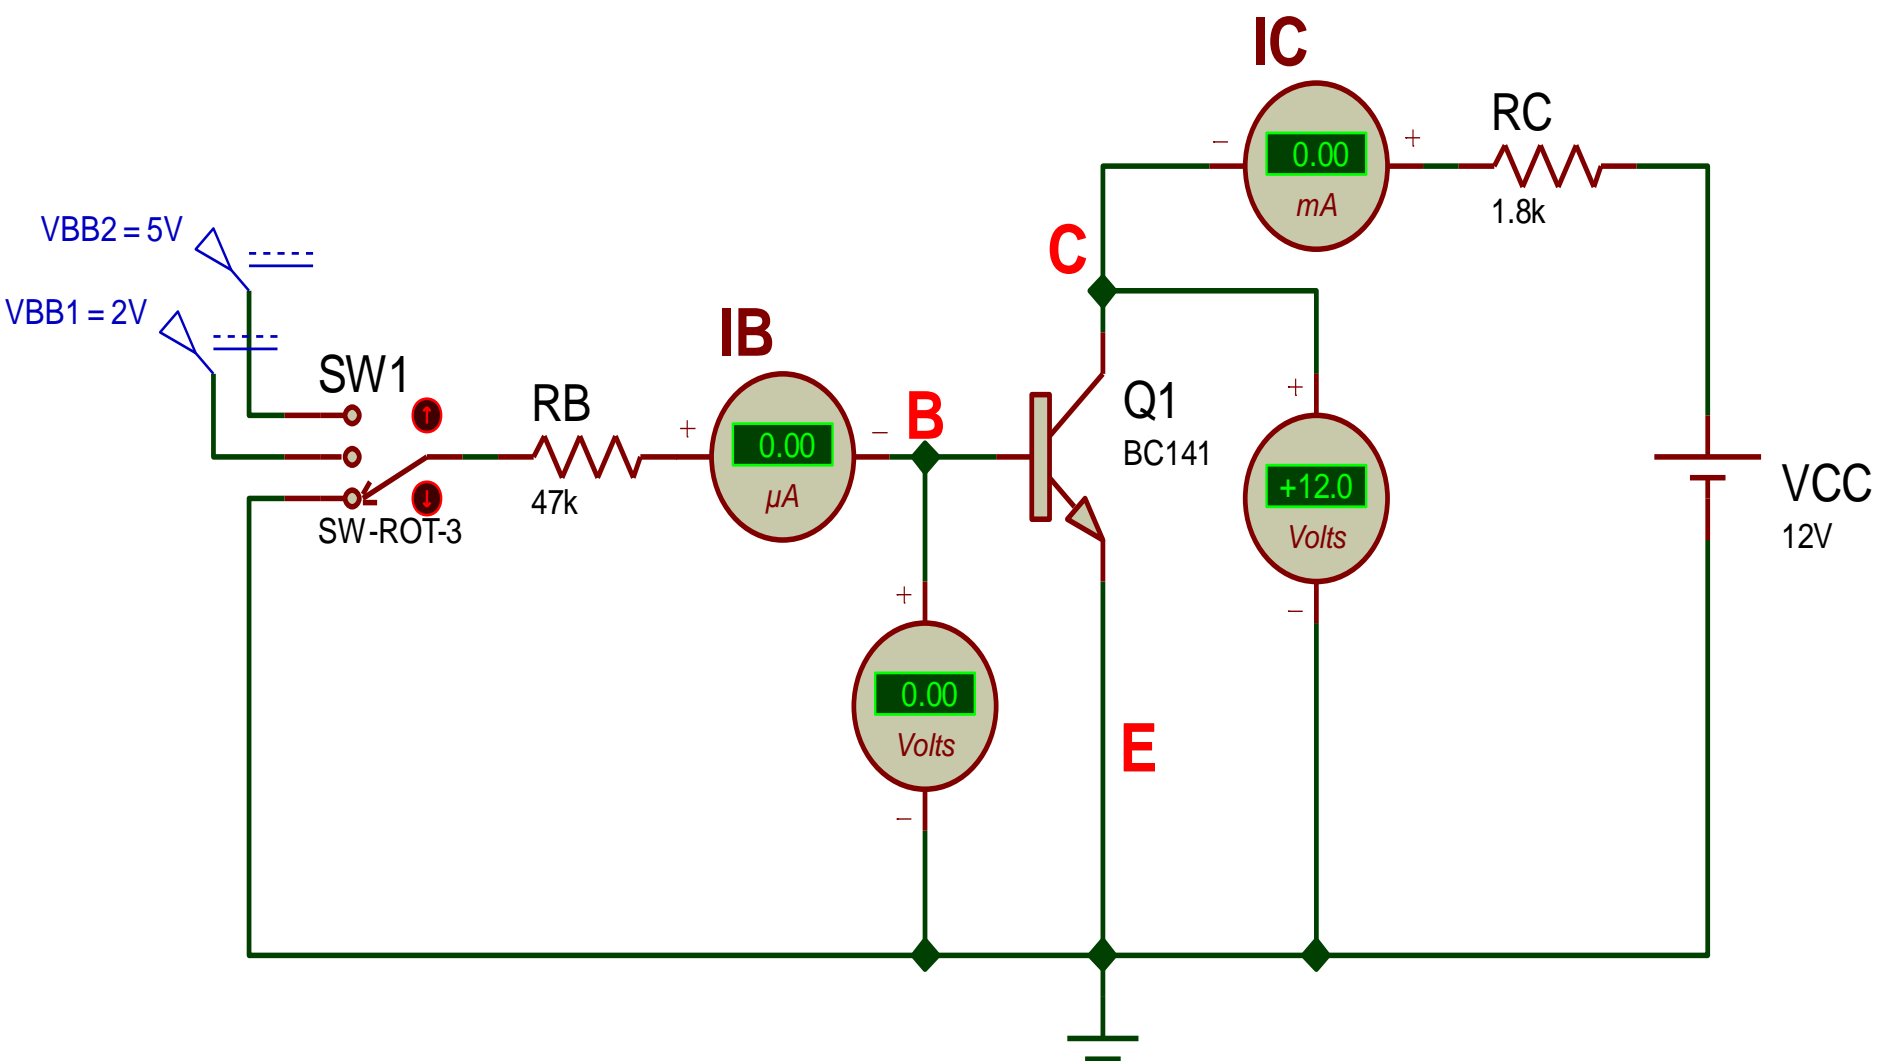 IC
RC
+
−
0.00
mA
1.8k
VBB2 = 5V
C
VBB1 = 2V
IB
SW1
RB
+
−
0.00
µA
47k
B
Q1
BC141
+
+12.0
Volts
−
VCC
12V
↑
↓
SW-ROT-3
+
0.00
Volts
−
E